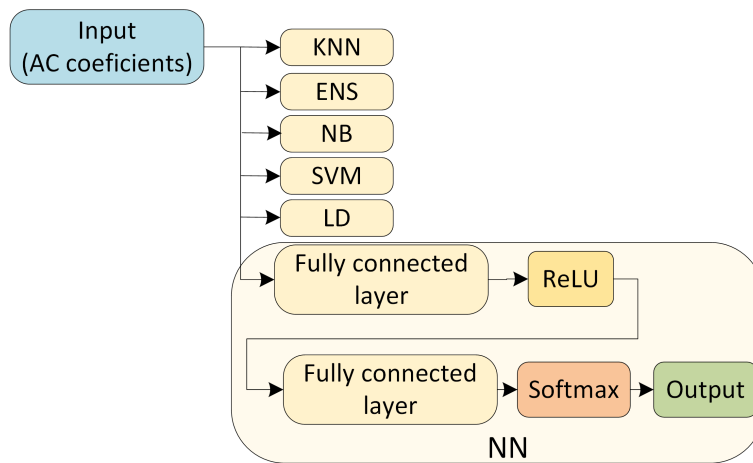 Input
(AC coeficients)
KNN
ENS
NB
SVM
LD
Fully connected
layer
ReLU
Fully connected
layer
Softmax
Output
NN